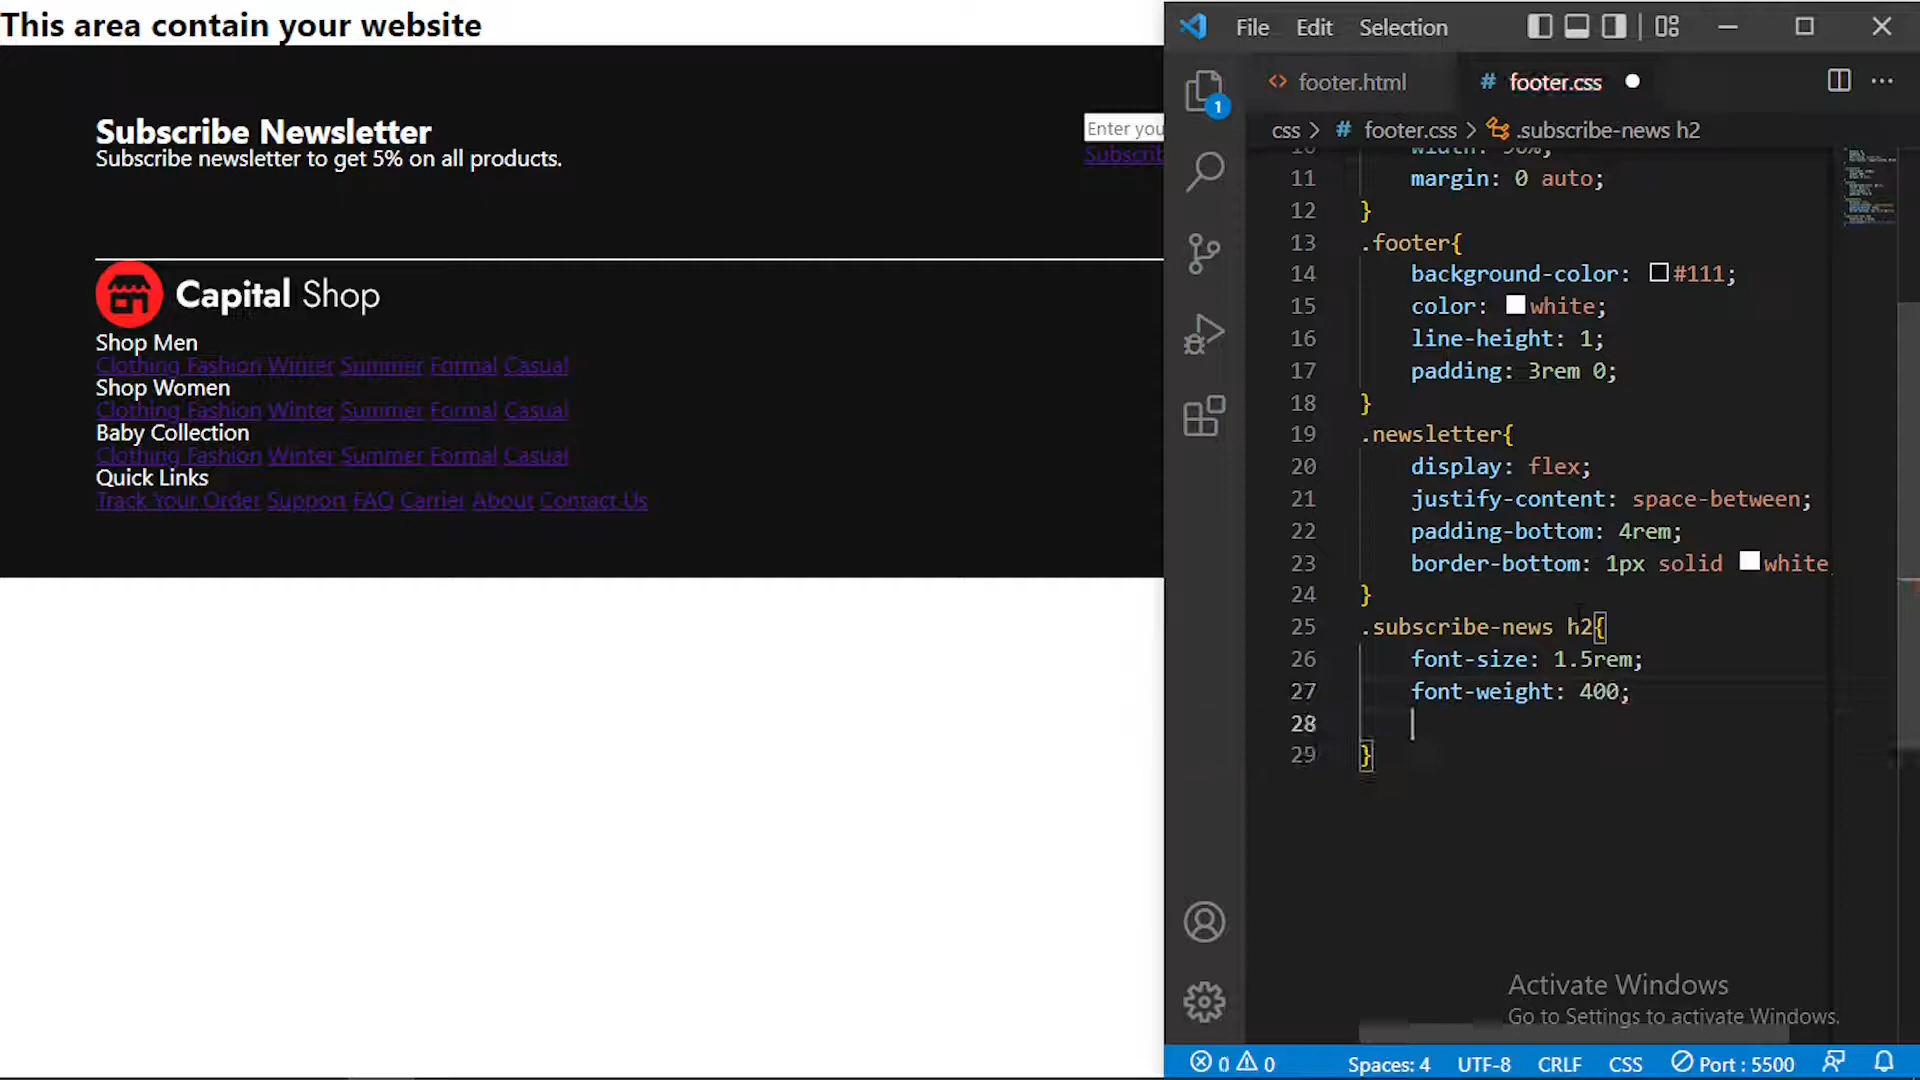 This area contain your website
Subscribe Newsletter
Subscribe newsletter to get 5% on all products.
Enter you
Subscrib
Capital Shop
Shop Men
Clothing Fashion Winter Summer Formal Casual
Shop Women
Clothing Fashion Winter Summer Formal Casual
Baby Collection
Clothing Fashion Winter Summer Formal Casual
Quick Links
Track Your Order Support FAQ Carrier About Contact Us
File Edit Selection
1
<> footer.html # footer.css
css > # footer.css > .subscribe-news h2
10 width: 90%;
11 margin: 0 auto;
12 }
13 .footer{
14 background-color: #111;
15 color: white;
16 line-height: 1;
17 padding: 3rem 0;
18 }
19 .newsletter{
20 display: flex;
21 justify-content: space-between;
22 padding-bottom: 4rem;
23 border-bottom: 1px solid white
24 }
25 .subscribe-news h2{
26 font-size: 1.5rem;
27 font-weight: 400;
28
29 }
Activate Windows
Go to Settings to activate Windows.
0 0 Spaces: 4 UTF-8 CRLF CSS Port : 5500